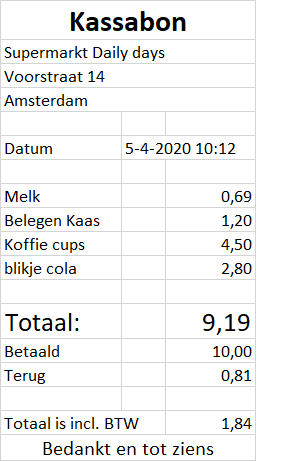 Kassabon
Supermarkt Daily days
Voorstraat 14
Amsterdam
Datum 5-4-2020 10:12
Melk 0,69
Belegen Kaas 1,20
Koffie cups 4,50
blikje cola 2,80
Totaal: 9,19
Betaald 10,00
Terug 0,81
Totaal is incl. BTW 1,84
Bedankt en tot ziens